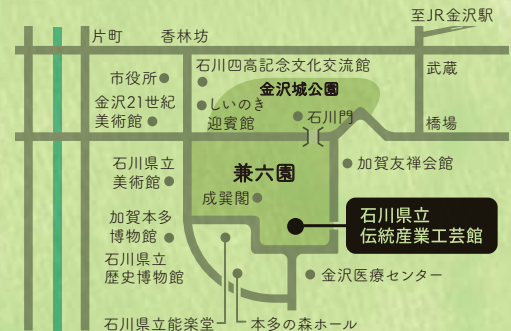 至JR金沢駅
片町
香林坊
石川四高記念文化交流館
武蔵
市役所
金沢城公園
金沢21世紀
美術館
しいのき
迎賓館
石川門
橋場
石川県立
美術館
兼六園
加賀友禅会館
成巽閣
加賀本多
博物館
石川県立
伝統産業工芸館
石川県立
歴史博物館
金沢医療センター
石川県立能楽堂
本多の森ホール